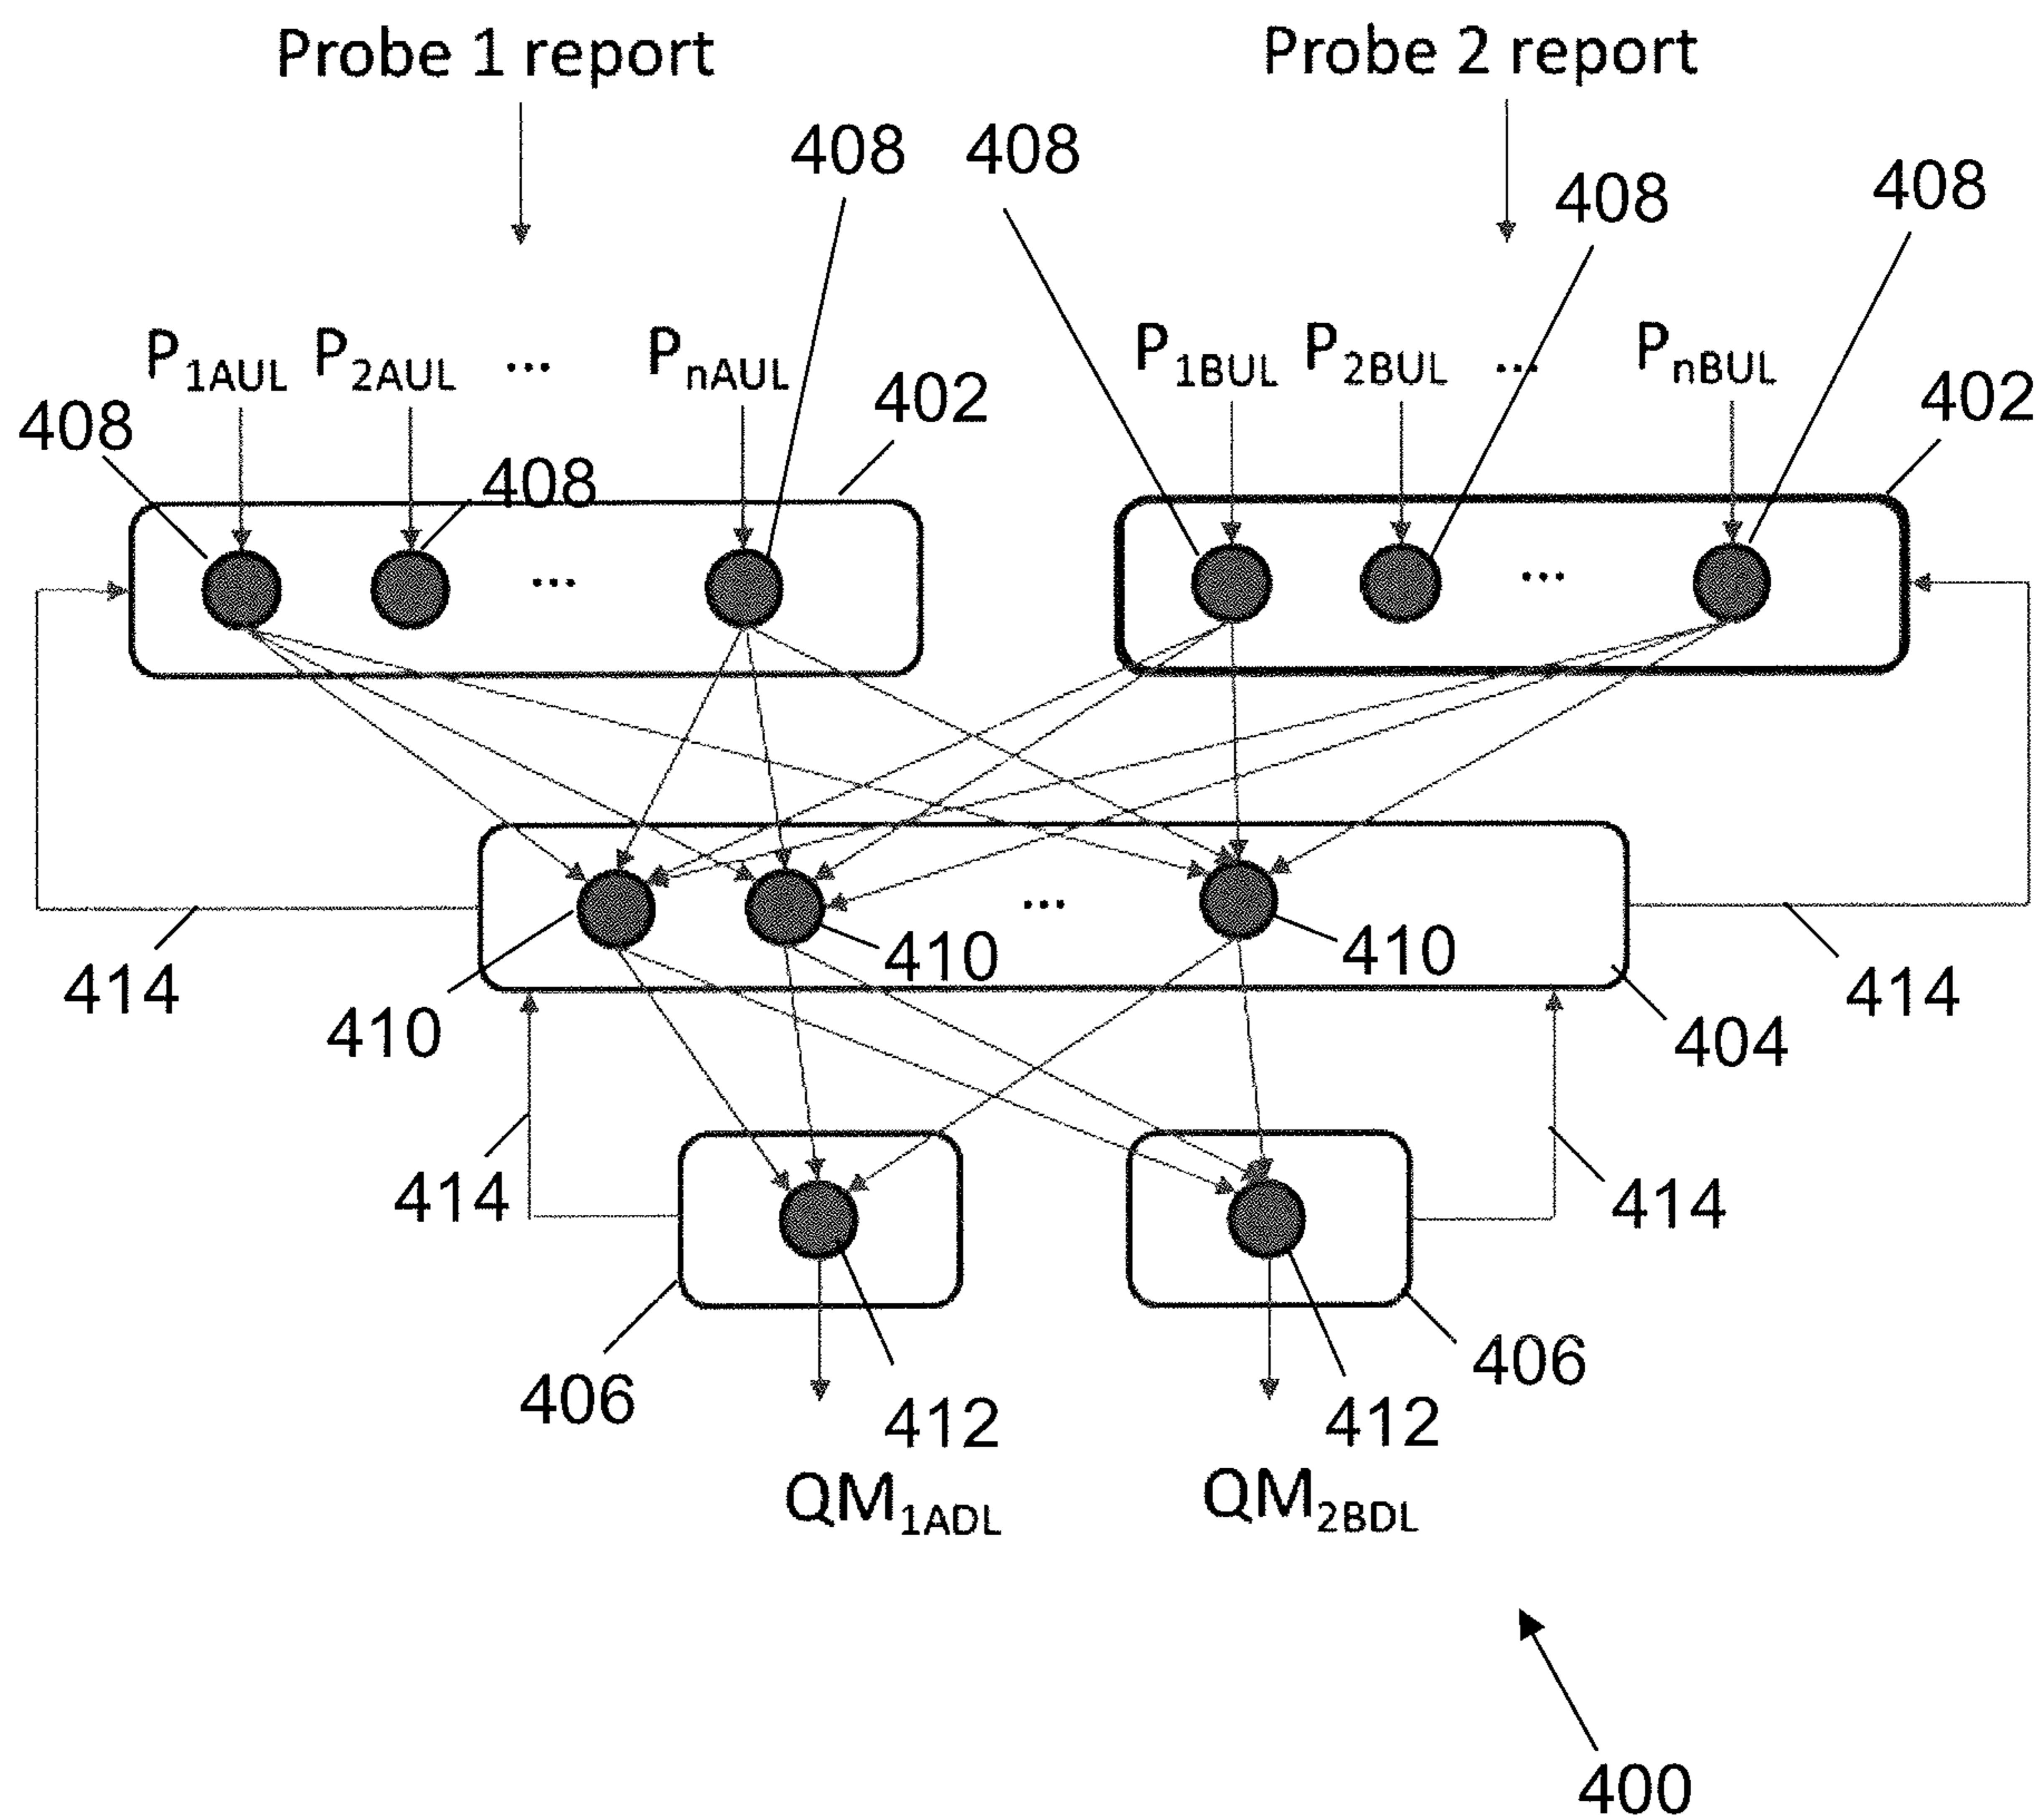 Probe 1 report Probe 2 report
408 408 408 408
P1AUL P2AUL ... PnAUL P1BUL P2BUL ... PnBUL
408 408 402 402
... ...
... 
410 410 410
414 414
404
414 414
406 406
412 412
QM1ADL QM2BDL
400